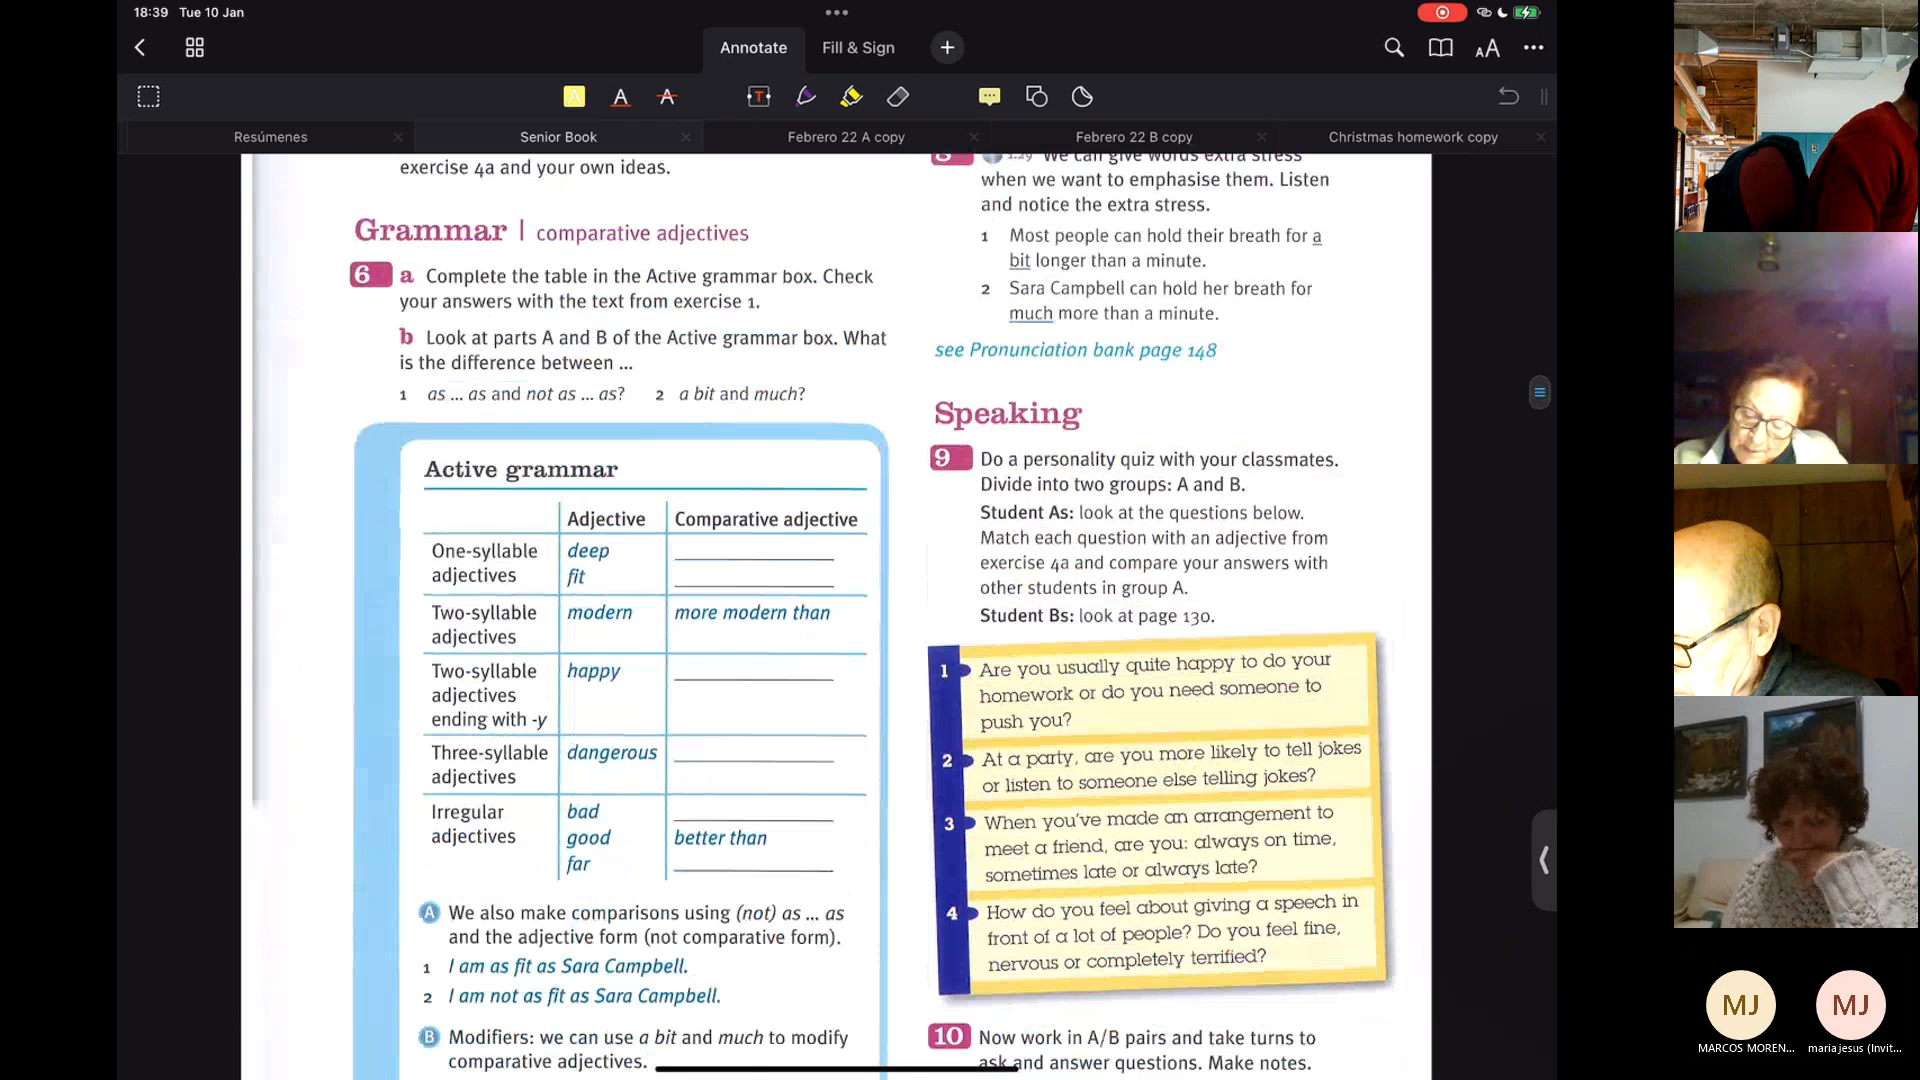 18:39 Tue 10 Jan
Annotate
Fill & Sign
Resúmenes
Senior Book
Febrero 22 A copy
Febrero 22 B copy
Christmas homework copy
exercise 4a and your own ideas.
Grammar | comparative adjectives
6 a Complete the table in the Active grammar box. Check
your answers with the text from exercise 1.
b Look at parts A and B of the Active grammar box. What
is the difference between ...
1 as ... as and not as ... as? 2 a bit and much?
Active grammar
Adjective Comparative adjective
One-syllable
adjectives
deep
fit
Two-syllable
adjectives
modern
more modern than
Two-syllable
adjectives
ending with -y
happy
Three-syllable
adjectives
dangerous
Irregular
adjectives
bad
good
far
better than
A We also make comparisons using (not) as ... as
and the adjective form (not comparative form).
1 I am as fit as Sara Campbell.
2 I am not as fit as Sara Campbell.
B Modifiers: we can use a bit and much to modify
comparative adjectives.
8 1.29 We can give words extra stress
when we want to emphasise them. Listen
and notice the extra stress.
1 Most people can hold their breath for a
bit longer than a minute.
2 Sara Campbell can hold her breath for
much more than a minute.
see Pronunciation bank page 148
Speaking
9 Do a personality quiz with your classmates.
Divide into two groups: A and B.
Student As: look at the questions below.
Match each question with an adjective from
exercise 4a and compare your answers with
other students in group A.
Student Bs: look at page 130.
1 Are you usually quite happy to do your
homework or do you need someone to
push you?
2 At a party, are you more likely to tell jokes
or listen to someone else telling jokes?
3 When you've made an arrangement to
meet a friend, are you: always on time,
sometimes late or always late?
4 How do you feel about giving a speech in
front of a lot of people? Do you feel fine,
nervous or completely terrified?
10 Now work in A/B pairs and take turns to
ask and answer questions. Make notes.
MJ
MJ
MARCOS MOREN...
maria jesus (Invit...